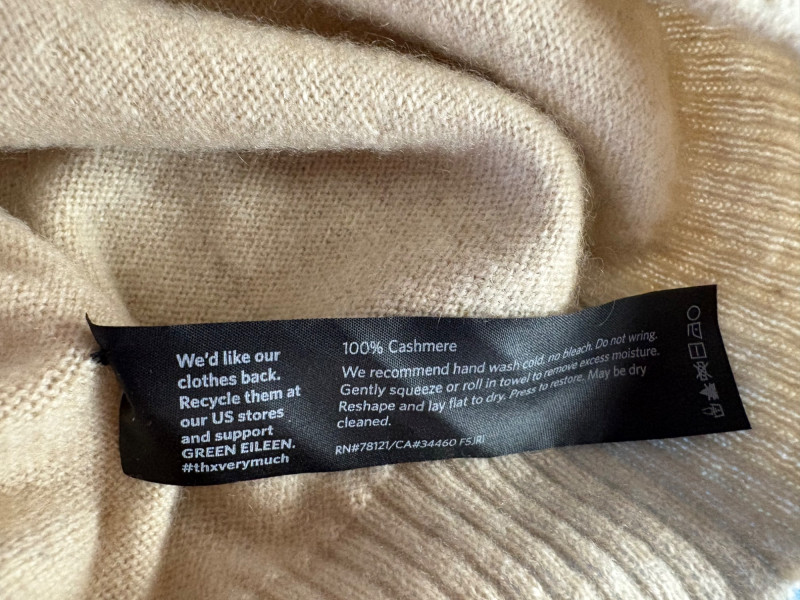 We'd like our
clothes back.
Recycle them at
our US stores
and support
GREEN EILEEN.
#thxverymuch
100% Cashmere
We recommend hand wash cold, no bleach. Do not wring.
Gently squeeze or roll in towel to remove excess moisture.
Reshape and lay flat to dry. Press to restore. May be dry
cleaned.
RN#78121/CA#34460 F5JRI